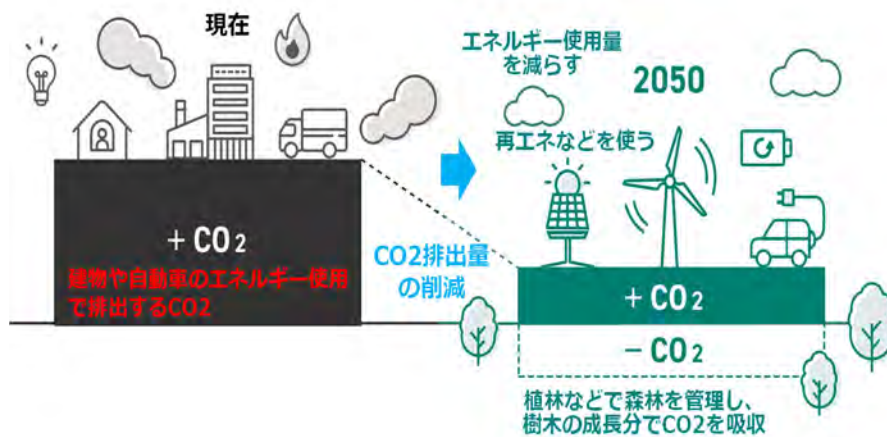 現在
+ CO2
建物や自動車のエネルギー使用
で排出するCO2
CO2排出量
の削減
エネルギー使用量
を減らす
2050
再エネなどを使う
+ CO2
− CO2
植林などで森林を管理し、
樹木の成長分でCO2を吸収